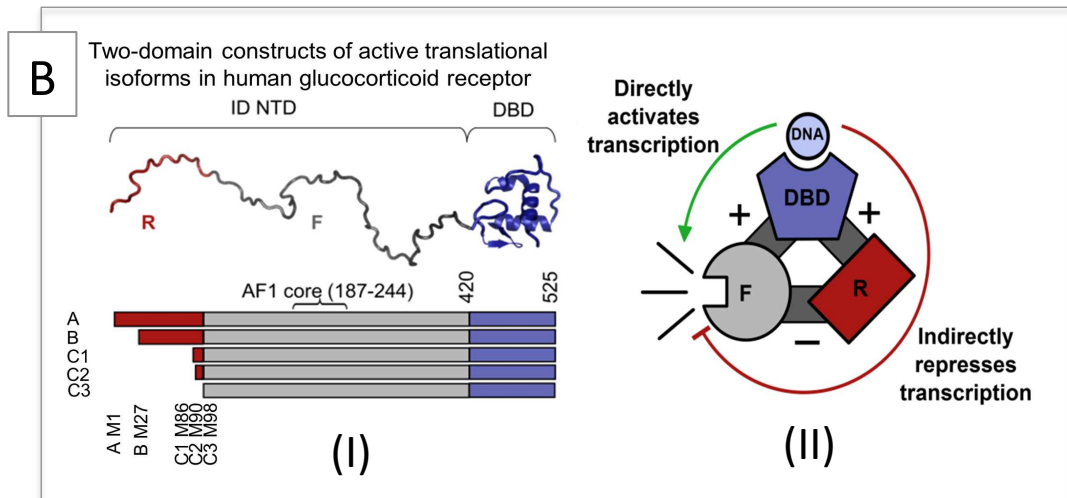 B
Two-domain constructs of active translational
isoforms in human glucocorticoid receptor
ID NTD
DBD
R
F
AF1 core (187-244)
420
525
A
B
C1
C2
C3
A M1
B M27
C1 M86
C2 M90
C3 M98
(I)
Directly
activates
transcription
DNA
DBD
+
+
F
R
−
Indirectly
represses
transcription
(II)